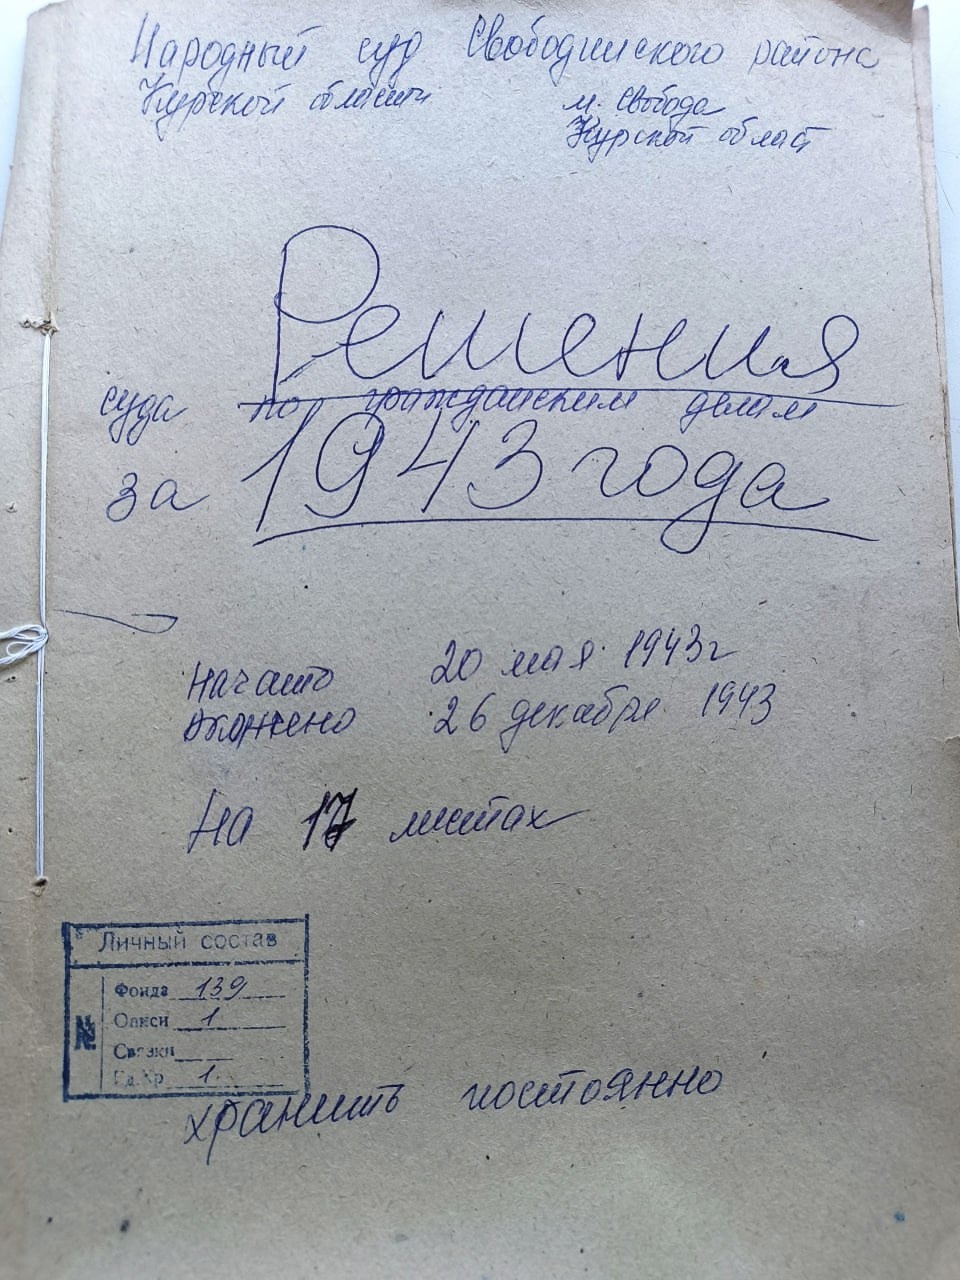 Народный суд Свободинского района
Курской области
м. Свобода
Курской област
Решения
суда по гражданским делам
за 1943 года
начато 20 мая 1943г
окончено 26 декабря 1943
На 17 листах
Личный состав
№
Фонда 139
Описи 1
Связки
Ед.Хр. 1
хранить постоянно